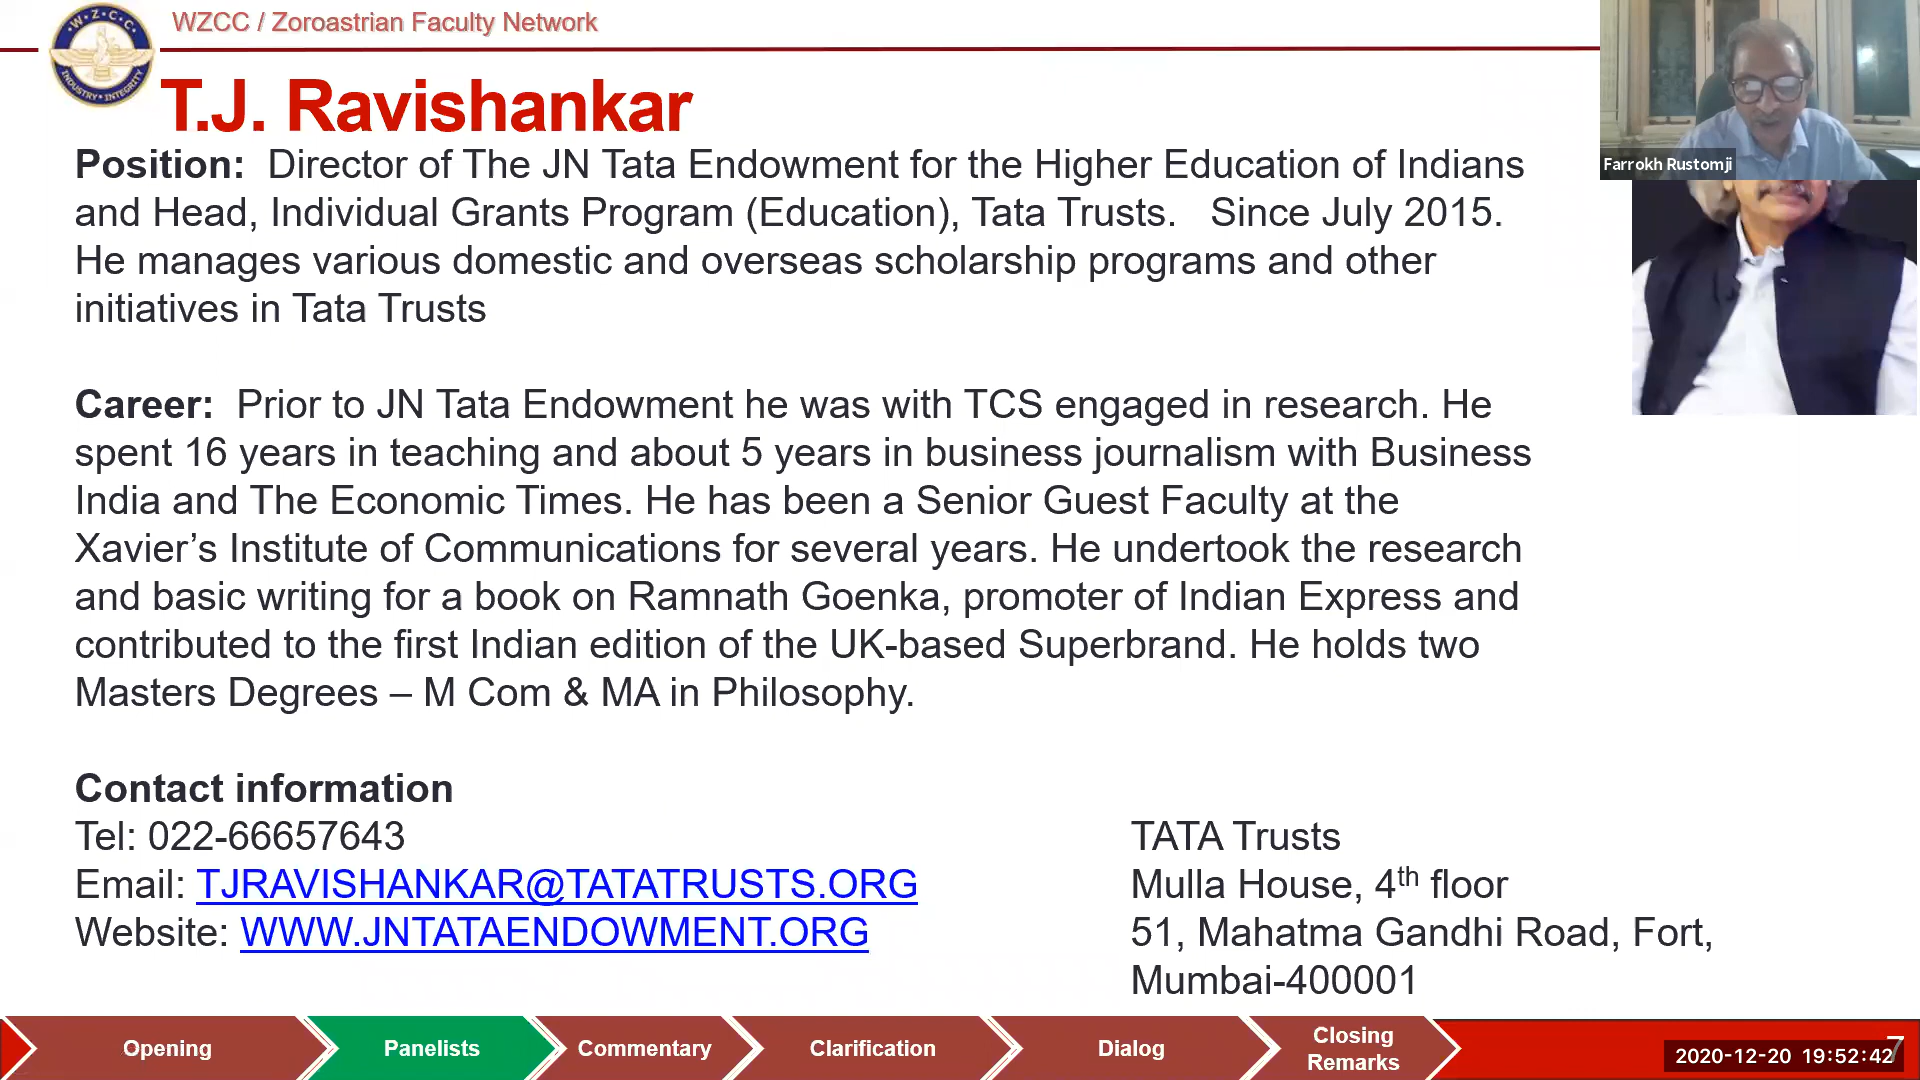 WZCC / Zoroastrian Faculty Network
W.Z.C.C.
INDUSTRY • INTEGRITY
T.J. Ravishankar
Position:  Director of The JN Tata Endowment for the Higher Education of Indians
and Head, Individual Grants Program (Education), Tata Trusts.   Since July 2015.
He manages various domestic and overseas scholarship programs and other
initiatives in Tata Trusts
Farrokh Rustomji
Career:  Prior to JN Tata Endowment he was with TCS engaged in research. He
spent 16 years in teaching and about 5 years in business journalism with Business
India and The Economic Times. He has been a Senior Guest Faculty at the
Xavier’s Institute of Communications for several years. He undertook the research
and basic writing for a book on Ramnath Goenka, promoter of Indian Express and
contributed to the first Indian edition of the UK-based Superbrand. He holds two
Masters Degrees – M Com & MA in Philosophy.
Contact information
Tel: 022-66657643
Email: TJRAVISHANKAR@TATATRUSTS.ORG
Website: WWW.JNTATAENDOWMENT.ORG
TATA Trusts
Mulla House, 4th floor
51, Mahatma Gandhi Road, Fort,
Mumbai-400001
Opening
Panelists
Commentary
Clarification
Dialog
Closing
Remarks
7
2020-12-20 19:52:42